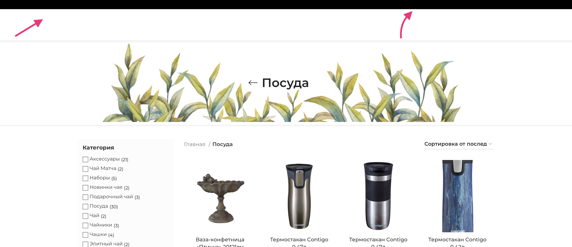 ← Посуда
Категория
Аксессуары (21)
Чай Матча (2)
Наборы (5)
Новинки чая (2)
Подарочный чай (3)
Посуда (30)
Чай (2)
Чайники (3)
Чашки (4)
Элитный чай (2)
Главная / Посуда
Сортировка от послед
Ваза-конфетница
Термостакан Contigo
Термостакан Contigo
Термостакан Contigo